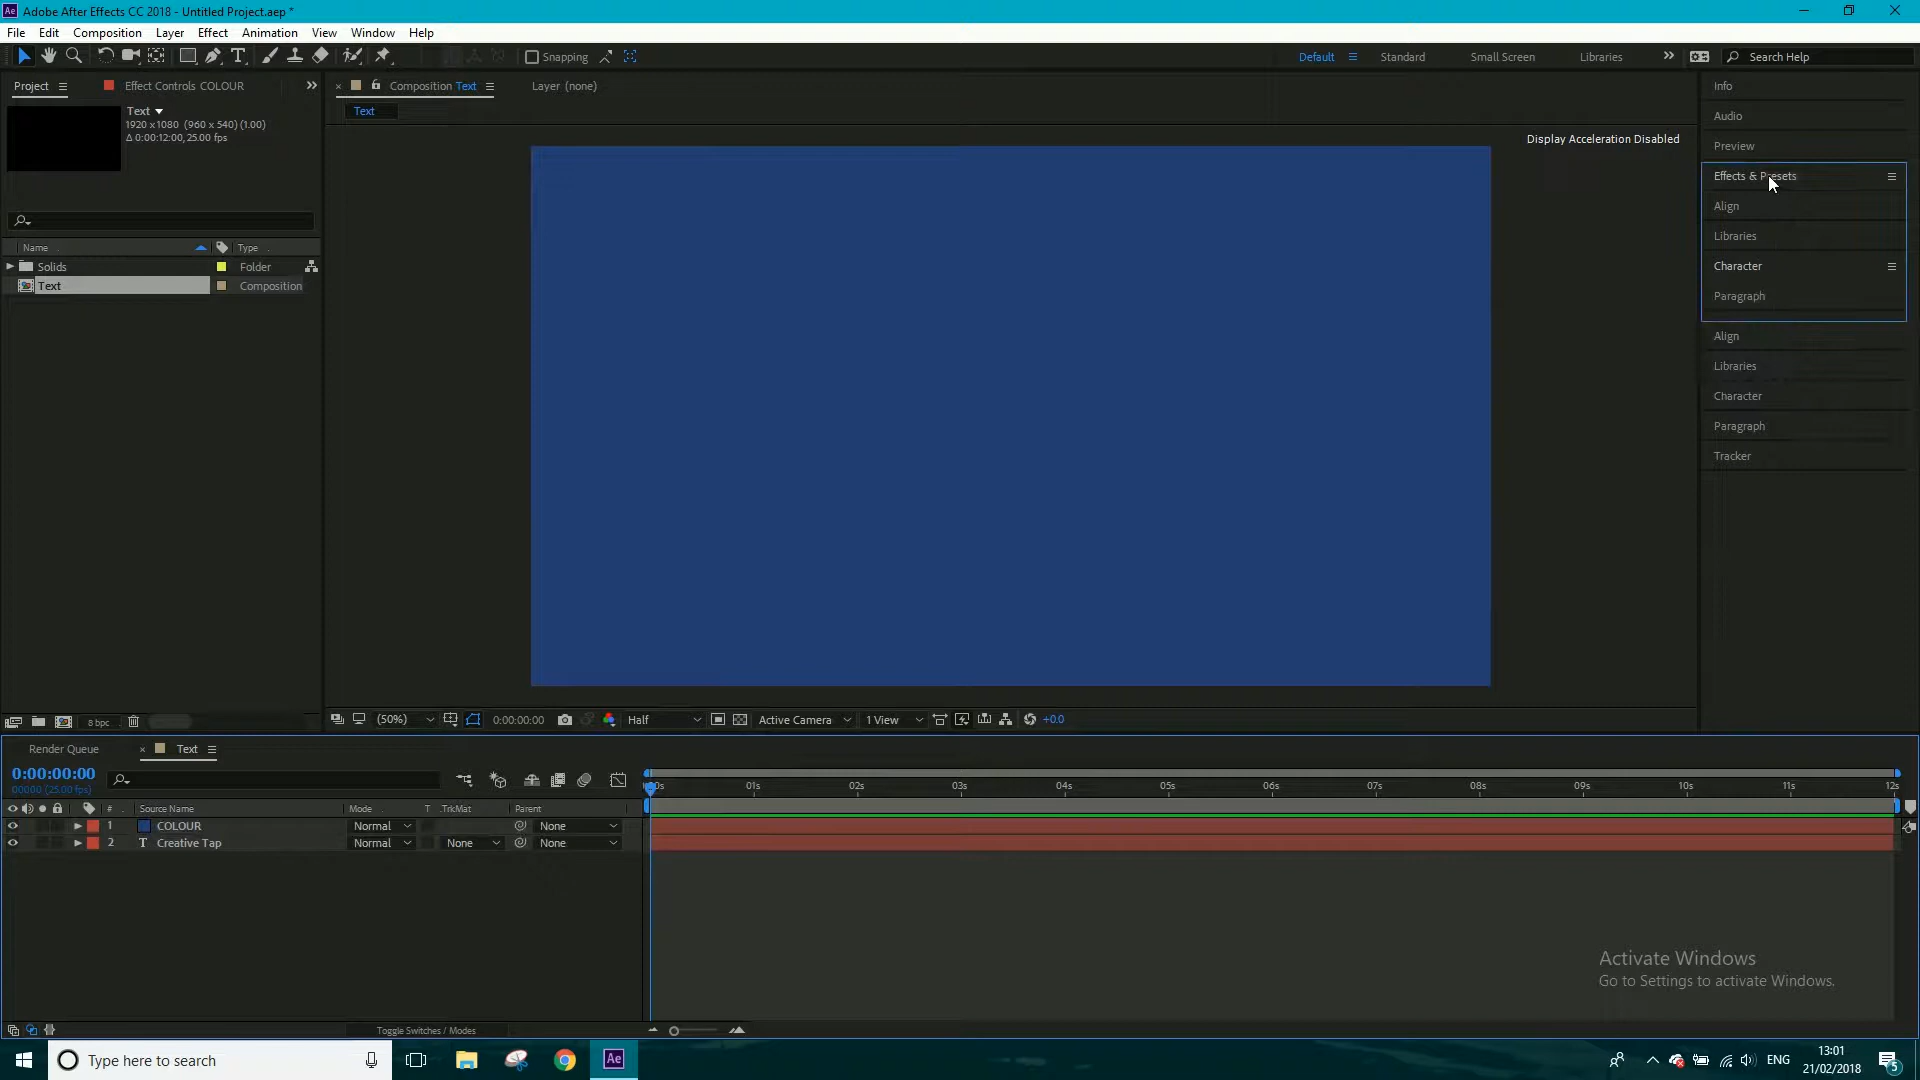 Ae Adobe After Effects CC 2018 - Untitled Project.aep *
File Edit Composition Layer Effect Animation View Window Help
Snapping
Default Standard Small Screen Libraries Search Help
Project Effect Controls COLOUR
Composition Text Layer (none)
Info
Text
1920 x1080 (960 x 540) (1.00)
Δ 0:00:12:00, 25.00 fps
Text
Audio
Display Acceleration Disabled
Preview
Effects & Presets
Align
Libraries
Character
Paragraph
Align
Libraries
Character
Paragraph
Tracker
Name Type
Solids Folder
Text Composition
8 bpc
(50%) 0:00:00:00 Half Active Camera 1 View +0.0
Render Queue Text
0:00:00:00
00000 (25.00 fps)
01s 02s 03s 04s 05s 06s 07s 08s 09s 10s 11s 12s
# Source Name Mode T .TrkMat Parent
1 COLOUR Normal None
2 T Creative Tap Normal None None
Activate Windows
Go to Settings to activate Windows.
Toggle Switches / Modes
Type here to search
Ae
ENG
13:01
21/02/2018
5